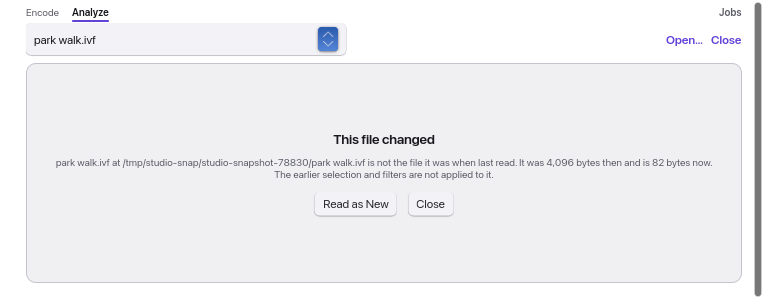 Encode Analyze Jobs
park walk.ivf Open... Close
This file changed
park walk.ivf at /tmp/studio-snap/studio-snapshot-78830/park walk.ivf is not the file it was when last read. It was 4,096 bytes then and is 82 bytes now.
The earlier selection and filters are not applied to it.
Read as New Close